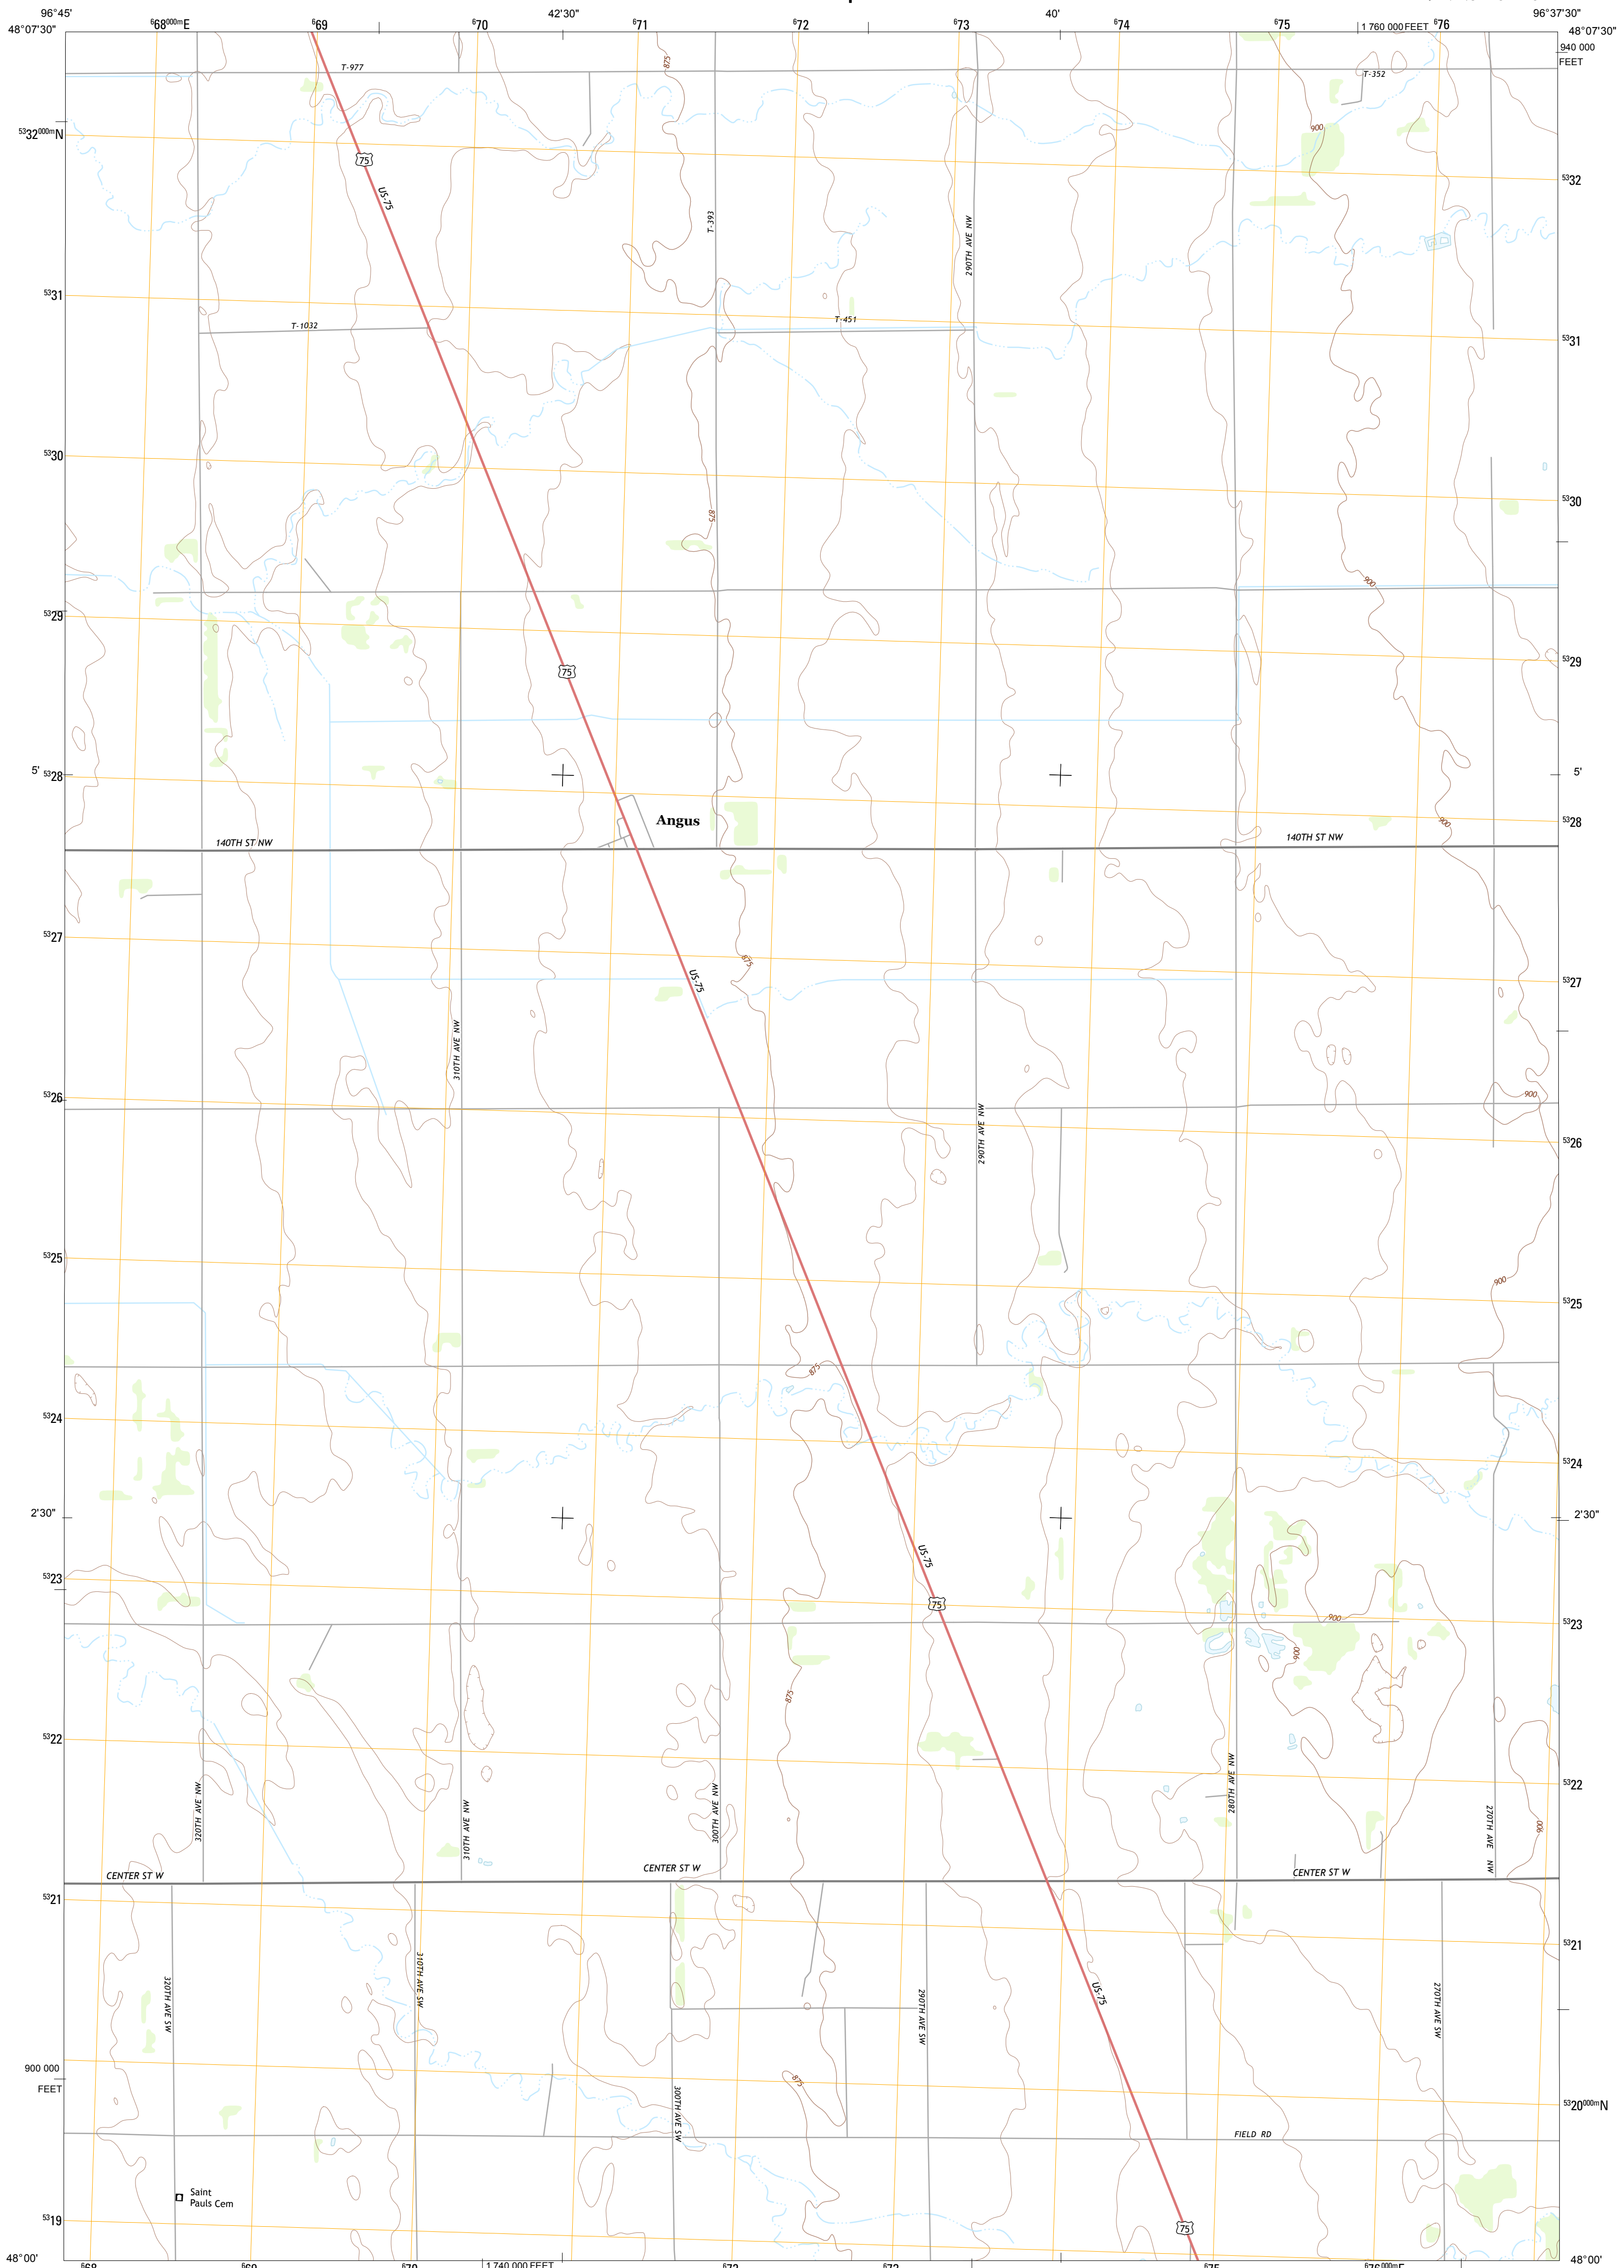 96°45'
⁶68⁰⁰⁰ᵐE
⁶69
⁶70
42'30"
⁶71
⁶72
⁶73
40'
⁶74
⁶75
1 760 000 FEET
⁶76
96°37'30"
48°07'30"
48°07'30"
940 000
FEET
T-977
875
T-352
900
⁵³32⁰⁰⁰ᵐN
75
⁵³32
US-75
T-393
290TH AVE NW
⁵³31
T-1032
T-451
⁵³31
⁵³30
⁵³30
875
900
⁵³29
⁵³29
75
5'
⁵³28
5'
Angus
⁵³28
900
140TH ST NW
140TH ST NW
⁵³27
875
US-75
⁵³27
310TH AVE NW
⁵³26
900
290TH AVE NW
⁵³26
⁵³25
900
⁵³25
875
⁵³24
⁵³24
2'30"
2'30"
US-75
⁵³23
75
900
⁵³23
900
875
⁵³22
⁵³22
320TH AVE NW
310TH AVE NW
300TH AVE NW
280TH AVE NW
270TH AVE NW
900
CENTER ST W
CENTER ST W
CENTER ST W
⁵³21
⁵³21
320TH AVE SW
310TH AVE SW
290TH AVE SW
US-75
270TH AVE SW
900 000
FEET
875
300TH AVE SW
⁵³20⁰⁰⁰ᵐN
FIELD RD
Saint
Pauls Cem
⁵³19
75
48°00'
1 740 000 FEET
48°00'